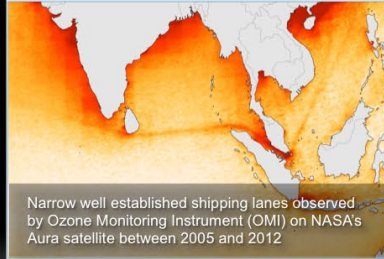 Narrow well established shipping lanes observed
by Ozone Monitoring Instrument (OMI) on NASA's
Aura satellite between 2005 and 2012